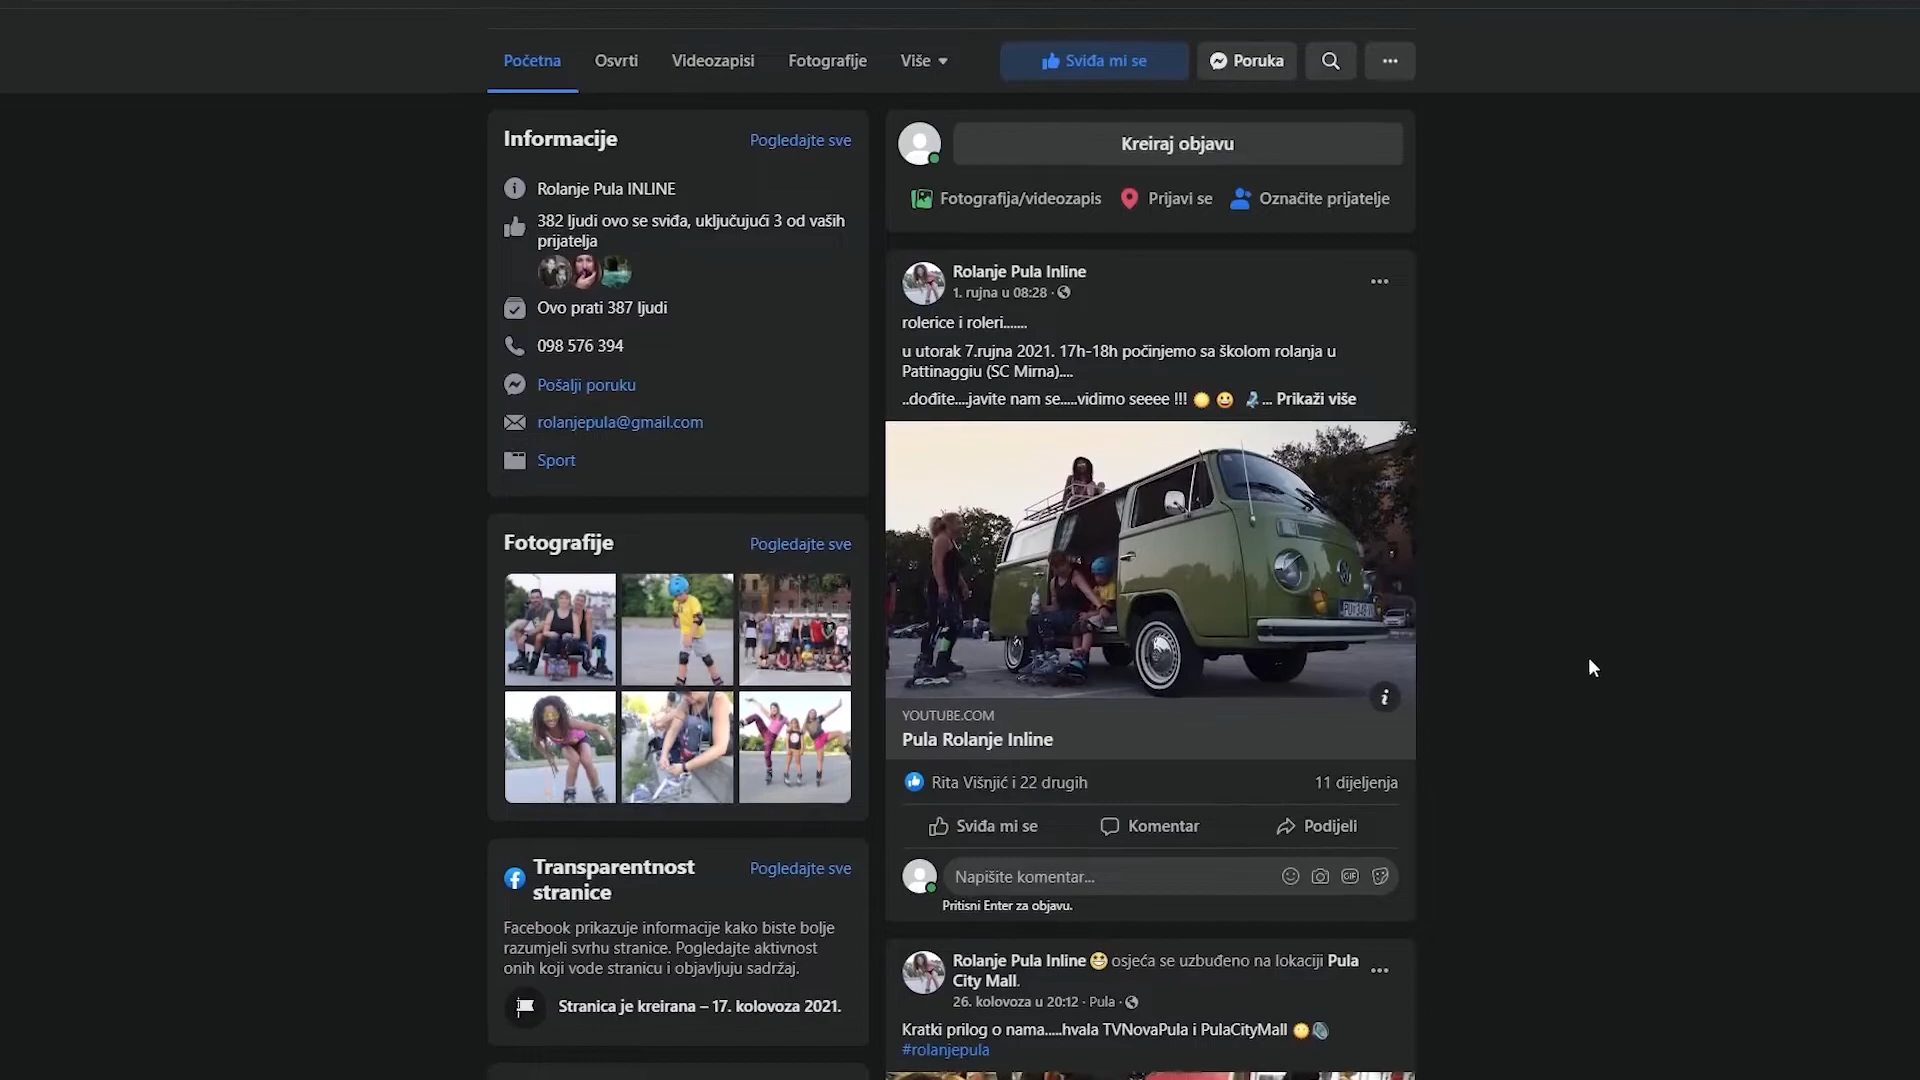 Početna Osvrti Videozapisi Fotografije Više Sviđa mi se Poruka
Informacije Pogledajte sve
Rolanje Pula INLINE
382 ljudi ovo se sviđa, uključujući 3 od vaših
prijatelja
Ovo prati 387 ljudi
098 576 394
Pošalji poruku
rolanjepula@gmail.com
Sport
Fotografije Pogledajte sve
Transparentnost
stranice
Pogledajte sve
Facebook prikazuje informacije kako biste bolje
razumjeli svrhu stranice. Pogledajte aktivnost
onih koji vode stranicu i objavljuju sadržaj.
Stranica je kreirana – 17. kolovoza 2021.
Kreiraj objavu
Fotografija/videozapis Prijavi se Označite prijatelje
Rolanje Pula Inline
1. rujna u 08:28 ·
rolerice i roleri.......
u utorak 7.rujna 2021. 17h-18h počinjemo sa školom rolanja u
Pattinaggiu (SC Mirna)....
..dođite....javite nam se.....vidimo seeee !!! 🌞 😀 ... Prikaži više
YOUTUBE.COM
Pula Rolanje Inline
Rita Višnjić i 22 drugih 11 dijeljenja
Sviđa mi se Komentar Podijeli
Napišite komentar... GIF
Pritisni Enter za objavu.
Rolanje Pula Inline 😀 osjeća se uzbuđeno na lokaciji Pula
City Mall.
26. kolovoza u 20:12 · Pula ·
Kratki prilog o nama.....hvala TVNovaPula i PulaCityMall 🌞
#rolanjepula